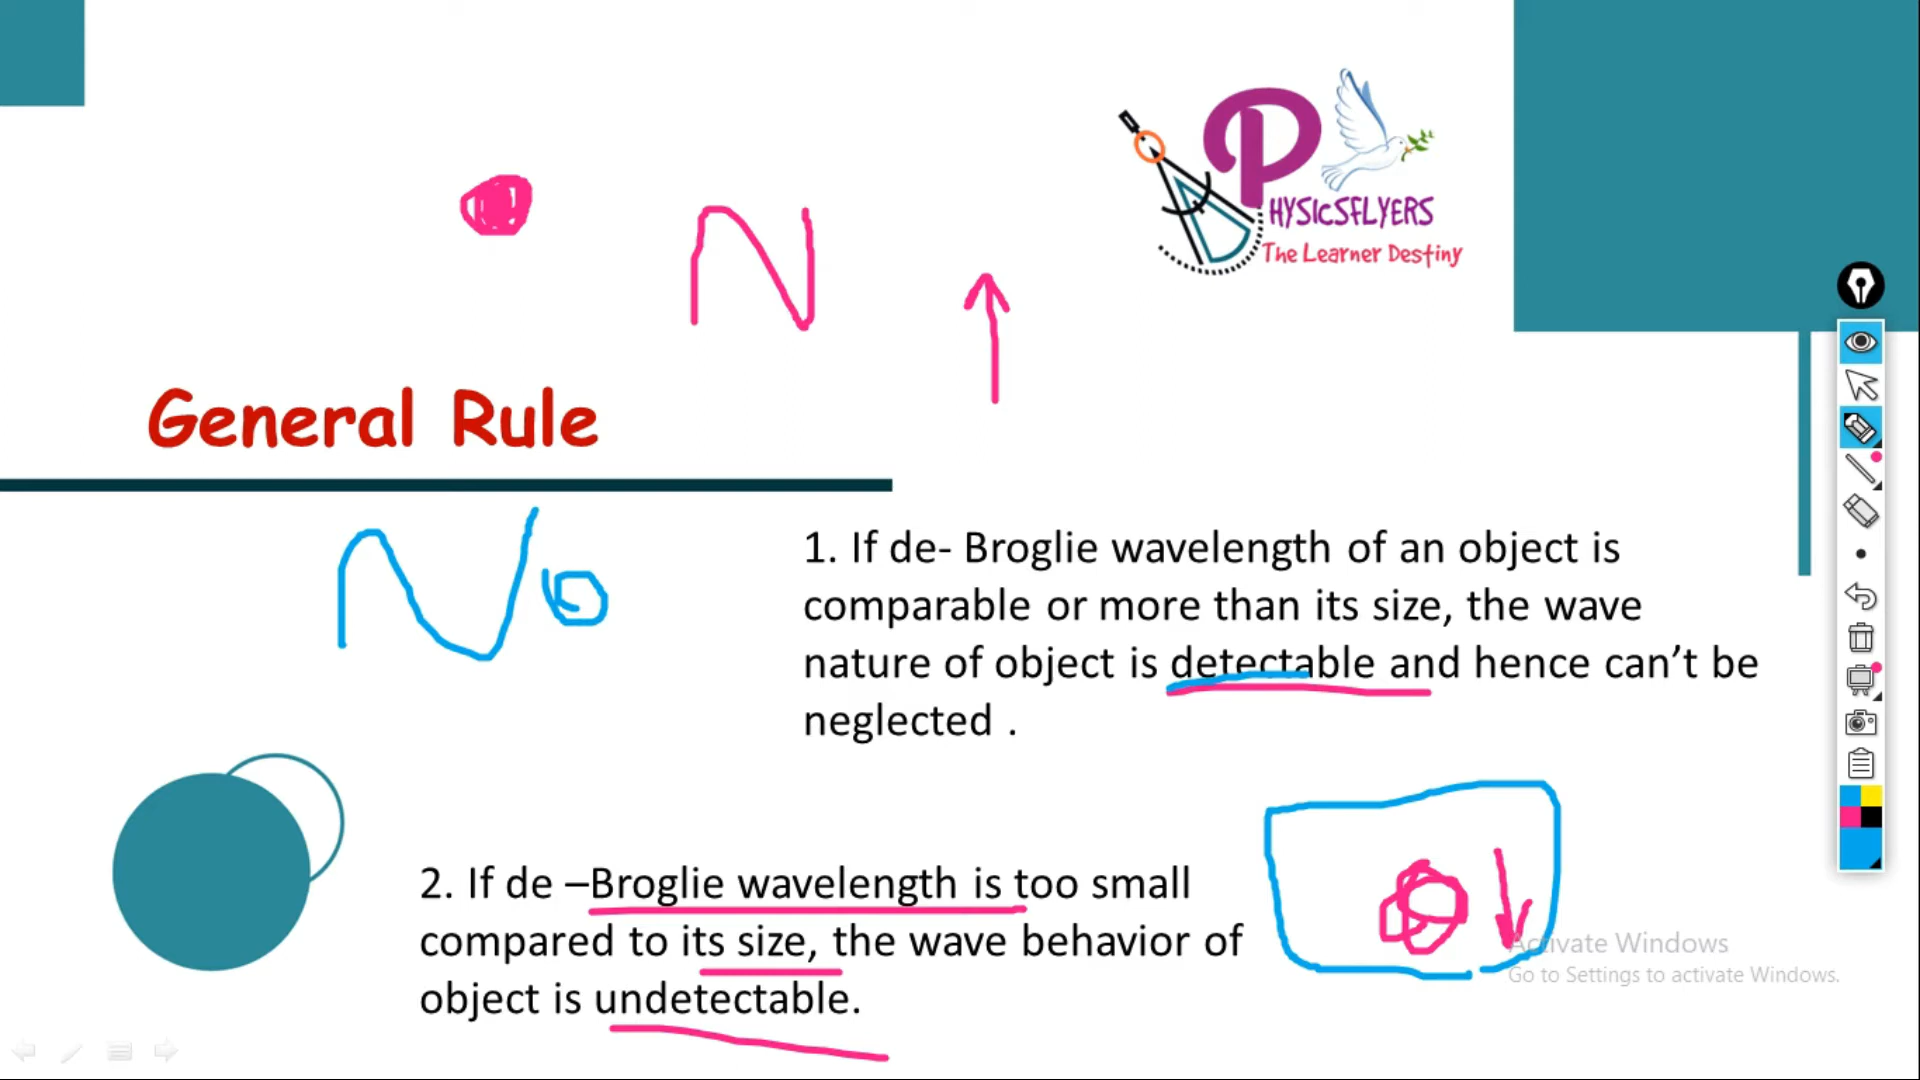 PHYSICSFLYERS
The Learner Destiny
N
General Rule
No
1. If de- Broglie wavelength of an object is
comparable or more than its size, the wave
nature of object is detectable and hence can’t be
neglected .
2. If de –Broglie wavelength is too small
compared to its size, the wave behavior of
object is undetectable.
Activate Windows
Go to Settings to activate Windows.